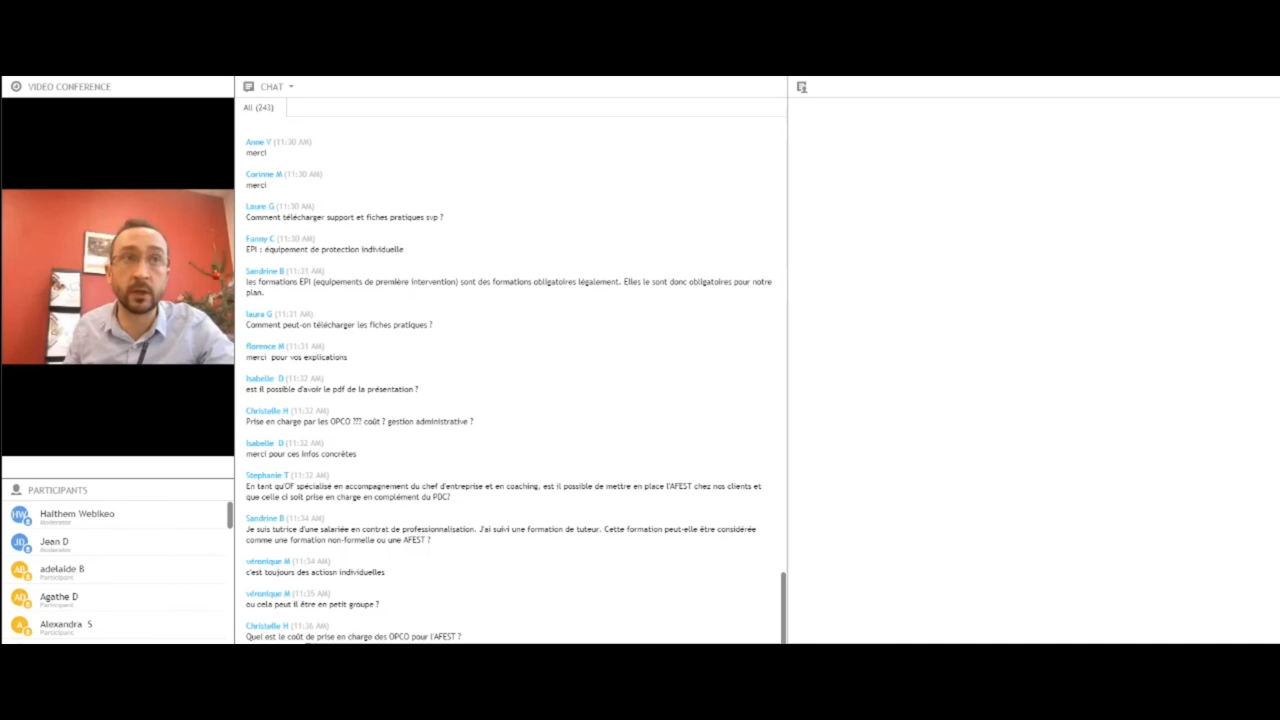 VIDEO CONFERENCE
CHAT
All (243)
Anne V (11:30 AM)
merci
Corinne M (11:30 AM)
merci
Laure G (11:30 AM)
Comment télécharger support et fiches pratiques svp ?
Fanny C (11:30 AM)
EPI : équipement de protection individuelle
Sandrine B (11:31 AM)
les formations EPI (equipements de première intervention) sont des formations obligatoires légalement. Elles le sont donc obligatoires pour notre
plan.
laura G (11:31 AM)
Comment peut-on télécharger les fiches pratiques ?
florence M (11:31 AM)
merci pour vos explications
Isabelle D (11:32 AM)
est il possible d'avoir le pdf de la présentation ?
Christelle H (11:32 AM)
Prise en charge par les OPCO ??? coût ? gestion administrative ?
Isabelle D (11:32 AM)
merci pour ces infos concrètes
Stephanie T (11:32 AM)
En tant qu'OF spécialisé en accompagnement du chef d'entreprise et en coaching, est il possible de mettre en place l'AFEST chez nos clients et
que celle ci soit prise en charge en complément du PDC?
Sandrine B (11:34 AM)
Je suis tutrice d'une salariée en contrat de professionnalisation. J'ai suivi une formation de tuteur. Cette formation peut-elle être considérée
comme une formation non-formelle ou une AFEST ?
véronique M (11:34 AM)
c'est toujours des actiosn individuelles
véronique M (11:35 AM)
ou cela peut il être en petit groupe ?
Christelle H (11:36 AM)
Quel est le coût de prise en charge des OPCO pour l'AFEST ?
PARTICIPANTS
HW Haithem Webikeo
Moderator
JD Jean D
Moderator
AB adelaide B
Participant
AD Agathe D
Participant
A Alexandra S
Participant